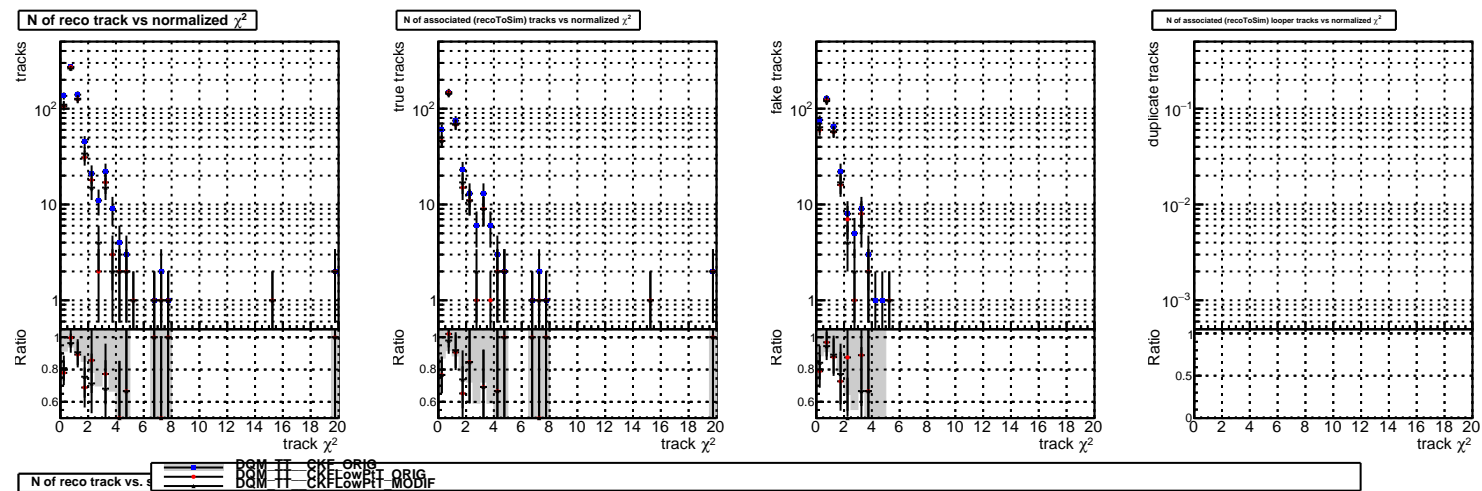 N of reco track vs normalized χ²
N of associated (recoToSim) tracks vs normalized χ²
N of associated (recoToSim) looper tracks vs normalized χ²
tracks
10²
10
1
Ratio
1
0.8
0.6
0 2 4 6 8 10 12 14 16 18 20
track χ²
true tracks
10²
10
1
Ratio
1
0.8
0.6
0 2 4 6 8 10 12 14 16 18 20
track χ²
fake tracks
10²
10
1
Ratio
1
0.8
0.6
0 2 4 6 8 10 12 14 16 18 20
track χ²
duplicate tracks
10⁻¹
10⁻²
10⁻³
Ratio
1
0.5
0
0 2 4 6 8 10 12 14 16 18 20
track χ²
N of reco track vs.
DQM_TT__CKF_ORIG
DQM_TT__CKFLowPtT_ORIG
DQM_TT__CKFLowPtT_MODIF